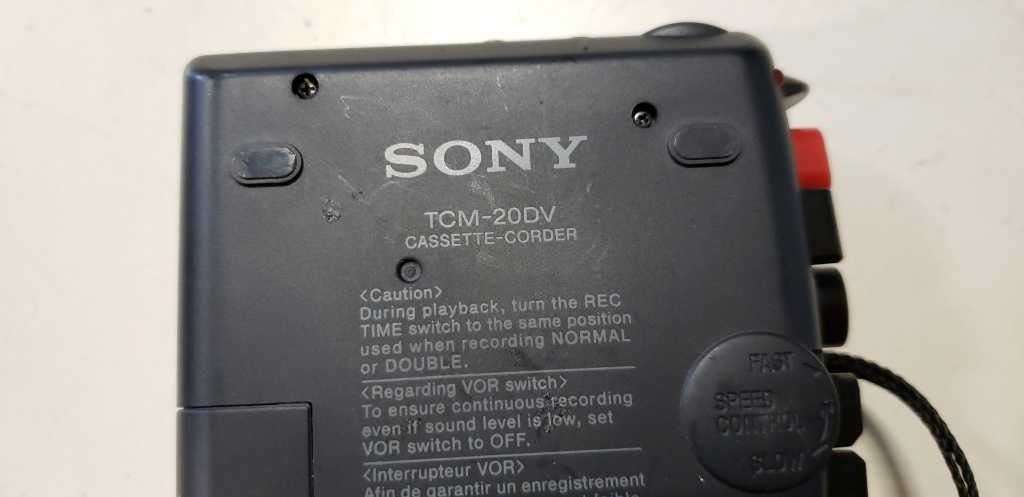 SONY
TCM-20DV
CASSETTE-CORDER
<Caution>
During playback, turn the REC
TIME switch to the same position
used when recording NORMAL
or DOUBLE.
<Regarding VOR switch>
To ensure continuous recording
even if sound level is low, set
VOR switch to OFF.
<Interrupteur VOR>
Afin de garantir un enregistrement
faible
FAST
SPEED
CONTROL
SLOW